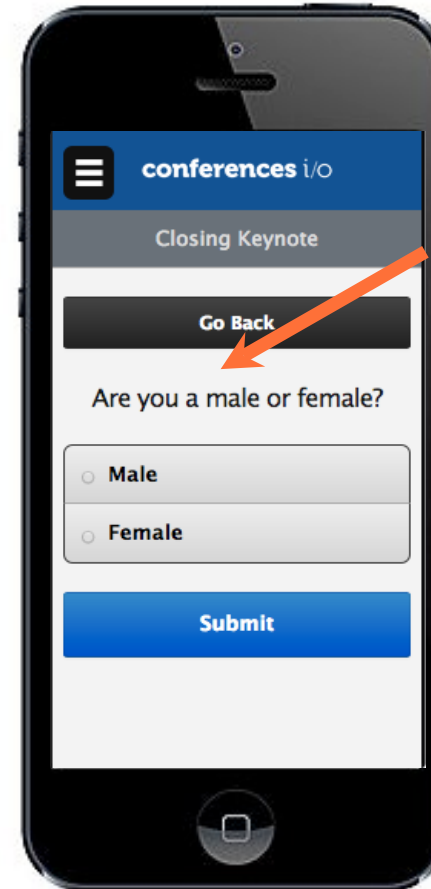 conferences i/o
Closing Keynote
Go Back
Are you a male or female?
Male
Female
Submit